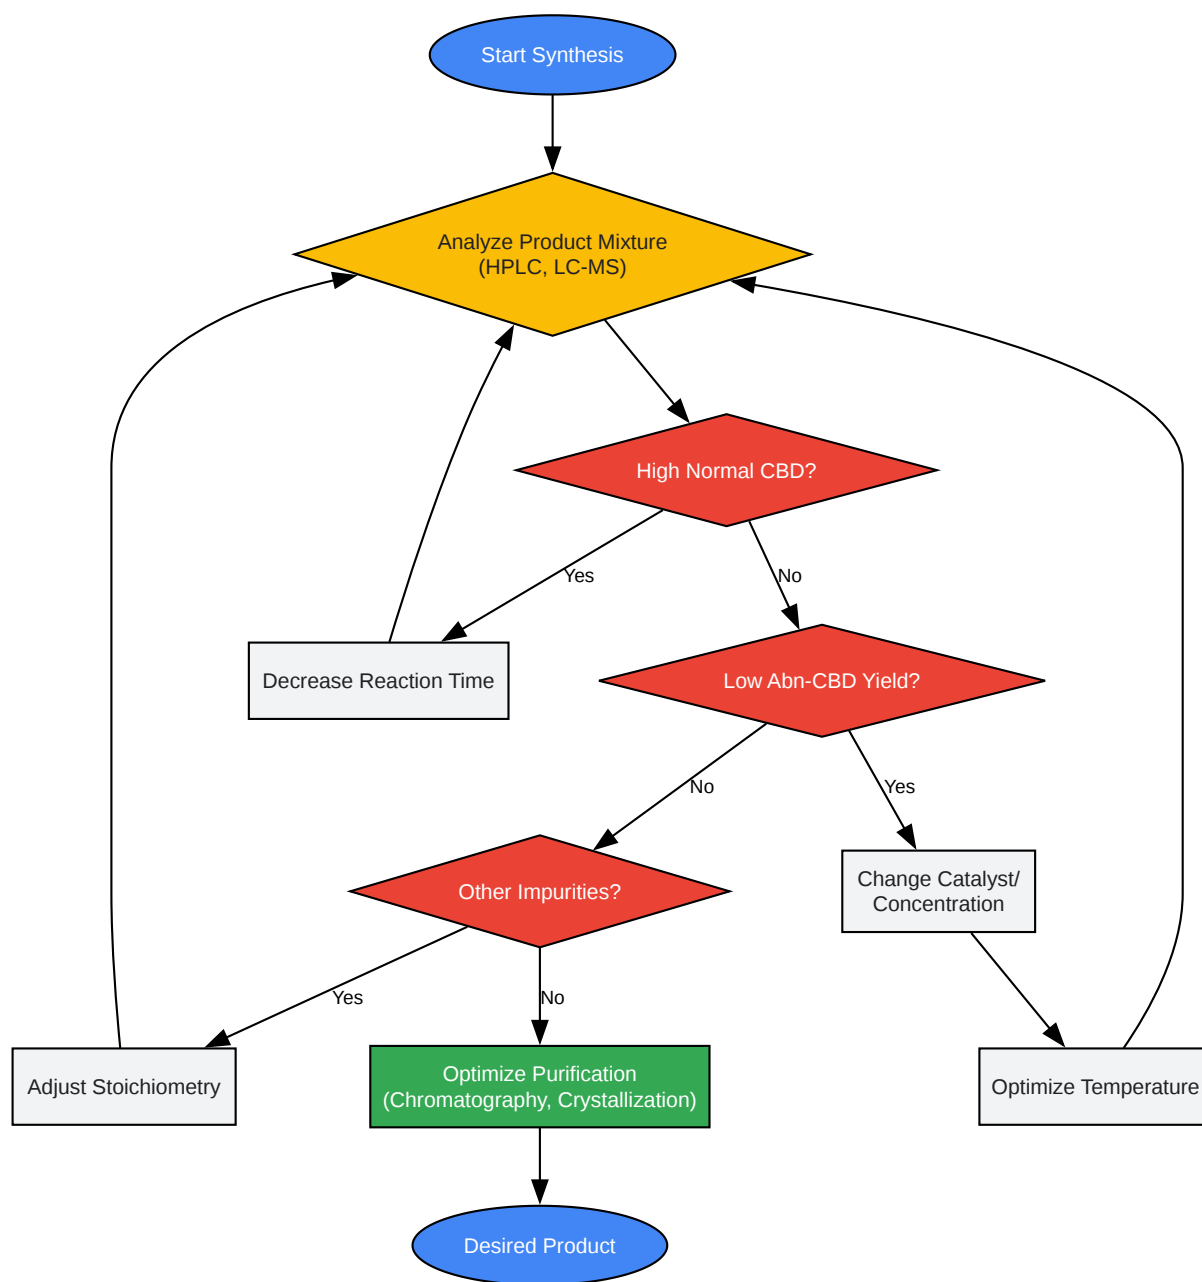 Start Synthesis
Analyze Product Mixture
(HPLC, LC-MS)
High Normal CBD?
Yes
No
Decrease Reaction Time
Low Abn-CBD Yield?
No
Yes
Other Impurities?
Change Catalyst/
Concentration
Yes
No
Adjust Stoichiometry
Optimize Purification
(Chromatography, Crystallization)
Optimize Temperature
Desired Product